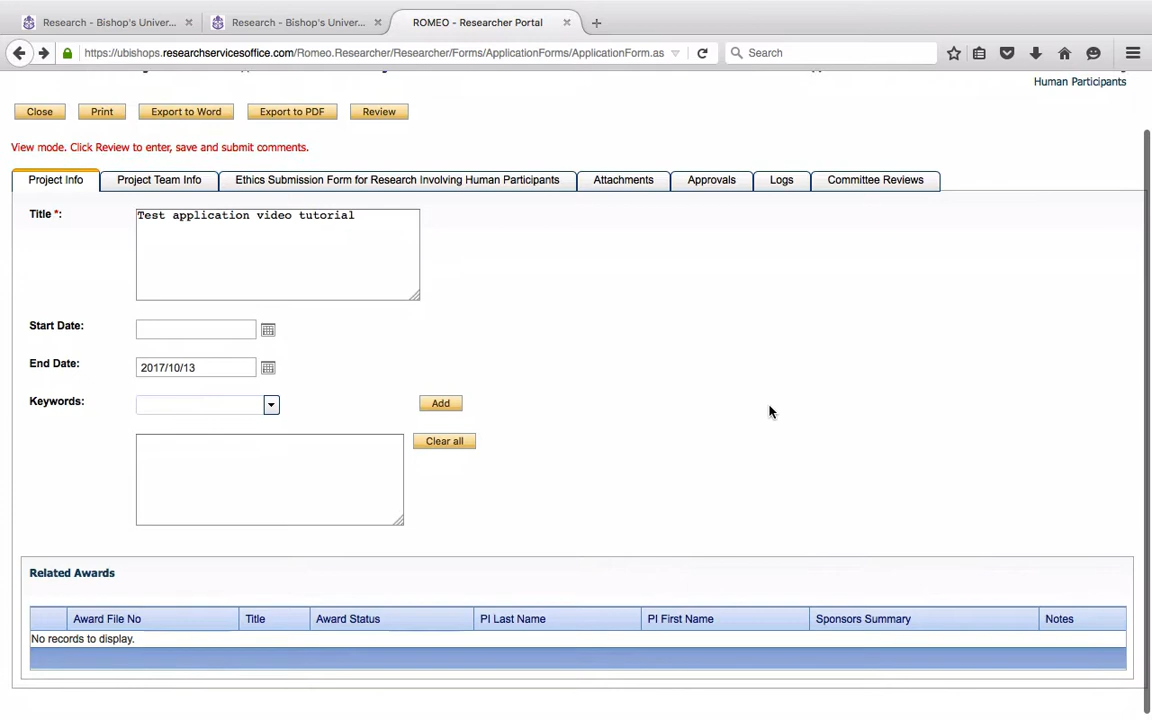 Research - Bishop's Univer...
Research - Bishop's Univer...
ROMEO - Researcher Portal
https://ubishops.researchservicesoffice.com/Romeo.Researcher/Researcher/Forms/ApplicationForms/ApplicationForm.as
Search
Human Participants
Close Print Export to Word Export to PDF Review
View mode. Click Review to enter, save and submit comments.
Project Info Project Team Info Ethics Submission Form for Research Involving Human Participants Attachments Approvals Logs Committee Reviews
Title *: Test application video tutorial
Start Date:
End Date: 2017/10/13
Keywords: Add
Clear all
Related Awards
Award File No Title Award Status PI Last Name PI First Name Sponsors Summary Notes
No records to display.